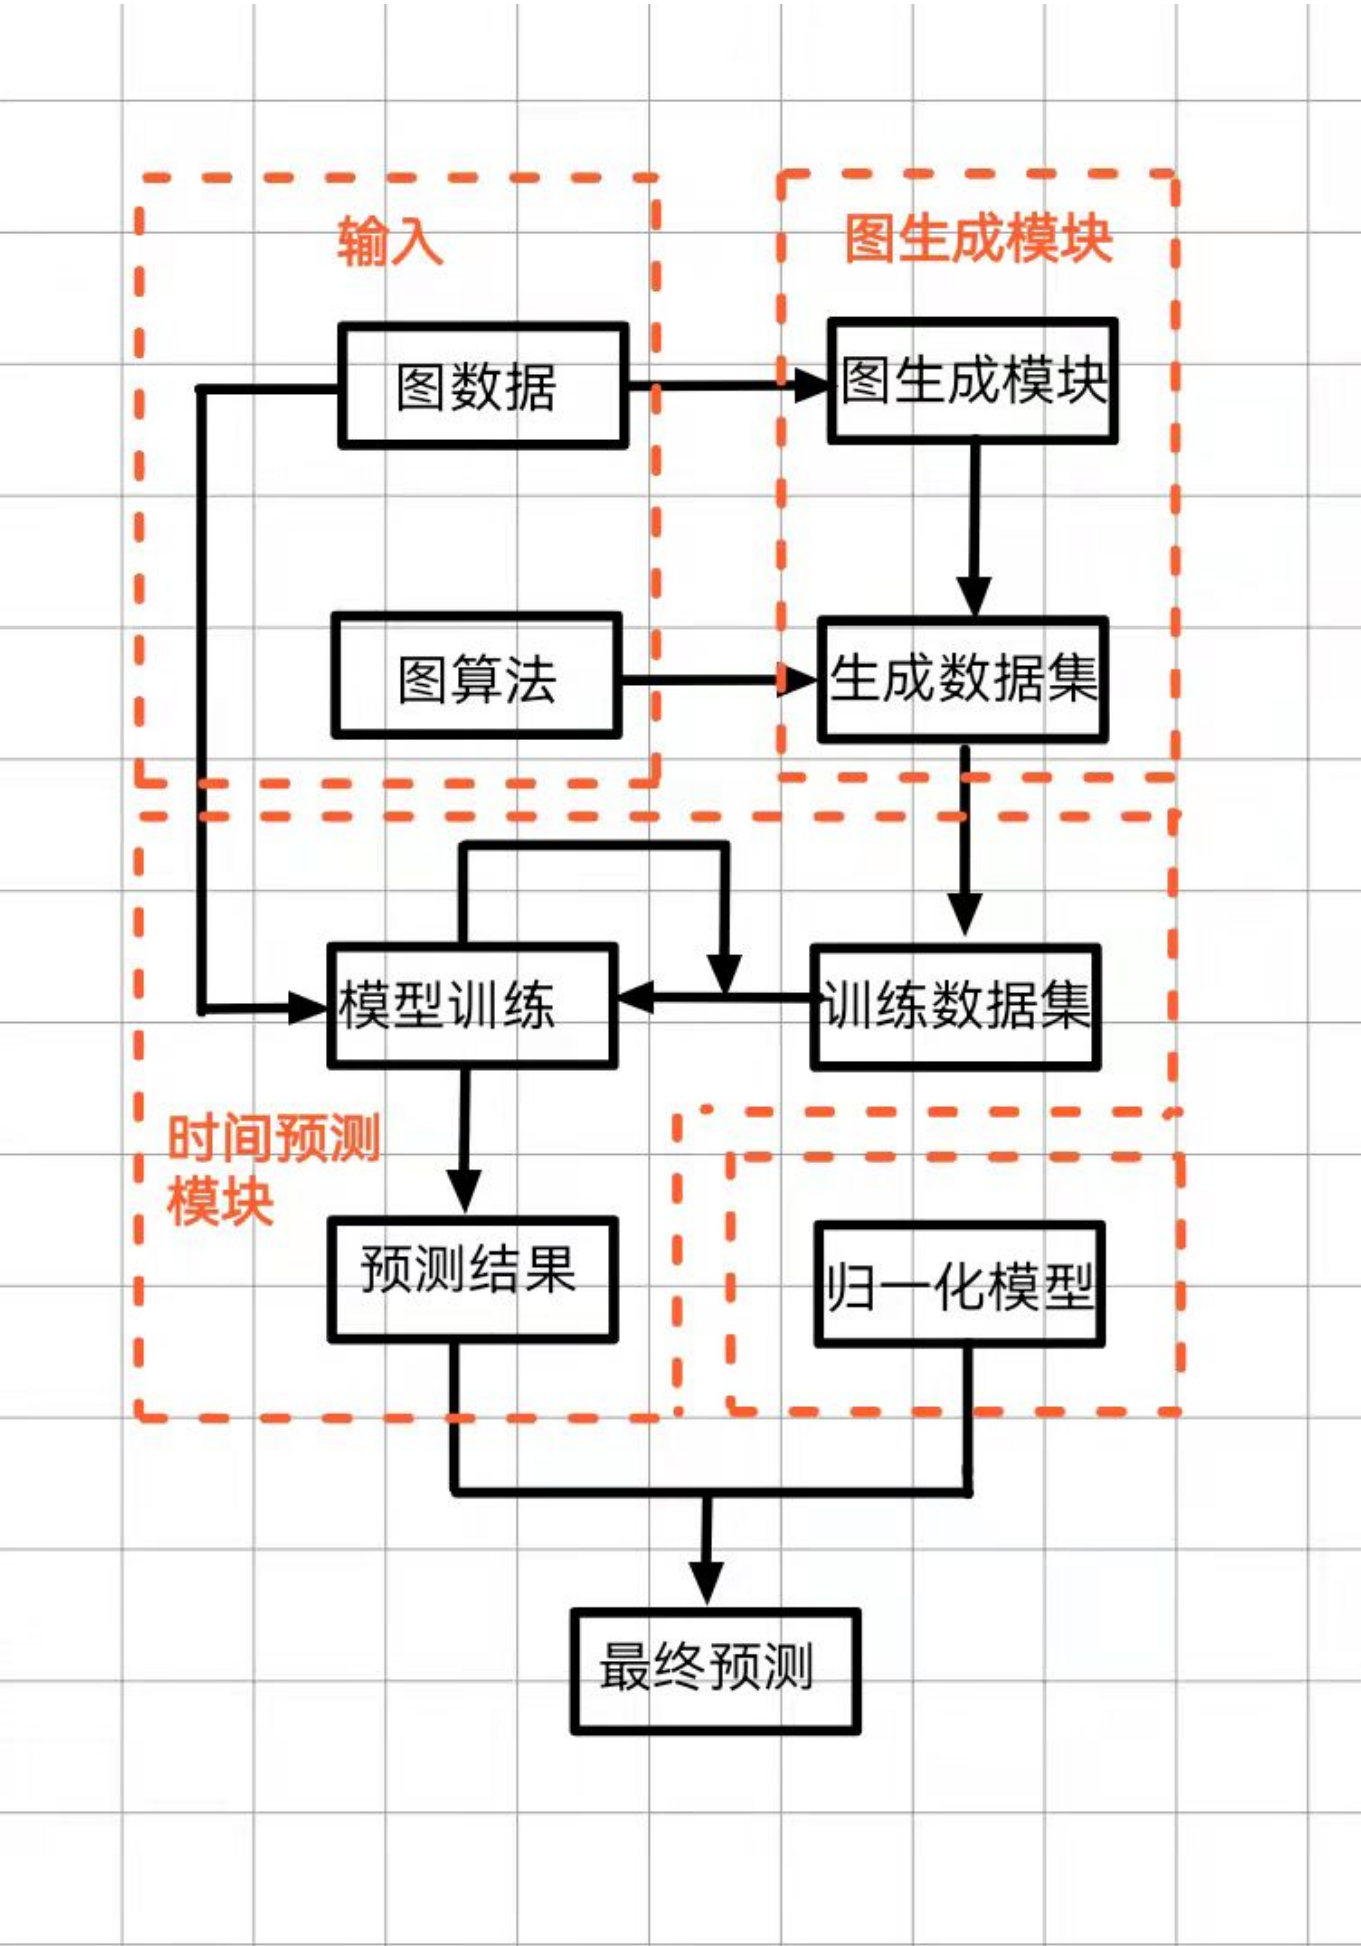 输入
图生成模块
图数据
图生成模块
图算法
生成数据集
模型训练
训练数据集
时间预测
模块
预测结果
归一化模型
最终预测